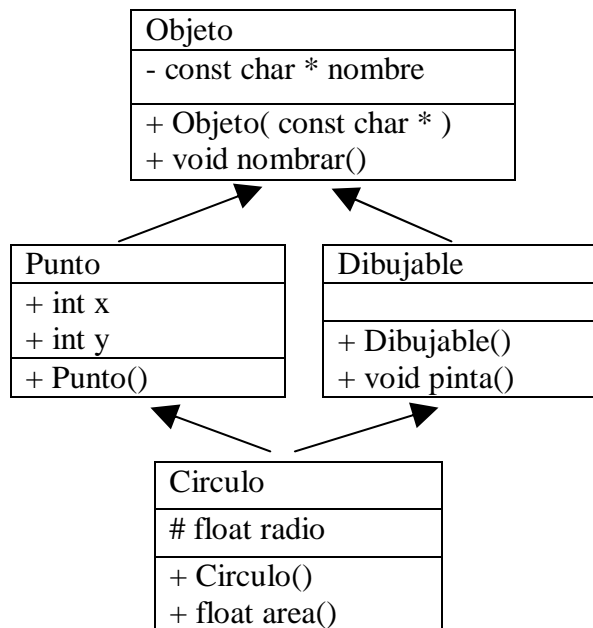 Objeto
- const char * nombre
+ Objeto( const char * )
+ void nombrar()
Punto
+ int x
+ int y
+ Punto()
Dibujable
+ Dibujable()
+ void pinta()
Circulo
# float radio
+ Circulo()
+ float area()